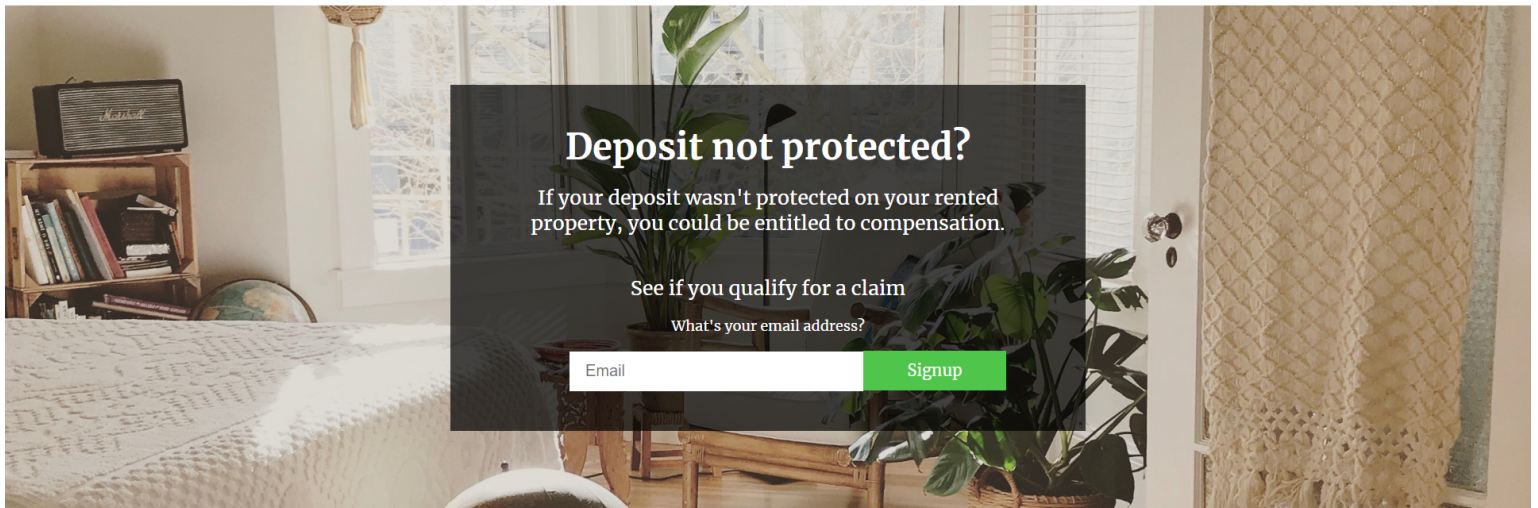 Marshall
Deposit not protected?
If your deposit wasn't protected on your rented
property, you could be entitled to compensation.
See if you qualify for a claim
What's your email address?
Email
Signup